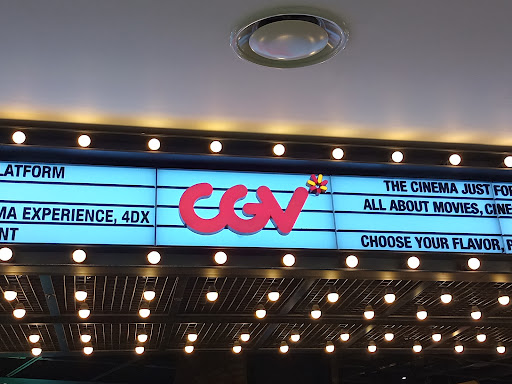 LATFORM
MA EXPERIENCE, 4DX
NT
CGV
THE CINEMA JUST FOR
ALL ABOUT MOVIES, CINE
CHOOSE YOUR FLAVOR,